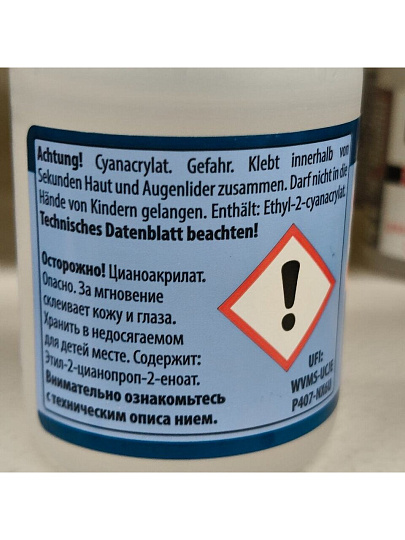 Achtung! Cyanacrylat. Gefahr. Klebt innerhalb von
Sekunden Haut und Augenlider zusammen. Darf nicht in die
Hände von Kindern gelangen. Enthält: Ethyl-2-cyanacrylat.
Technisches Datenblatt beachten!
Осторожно! Цианоакрилат.
Опасно. За мгновение
склеивает кожу и глаза.
Хранить в недосягаемом
для детей месте. Содержит:
Этил-2-цианопроп-2-еноат.
Внимательно ознакомьтесь
с техническим описа нием.
UFI: